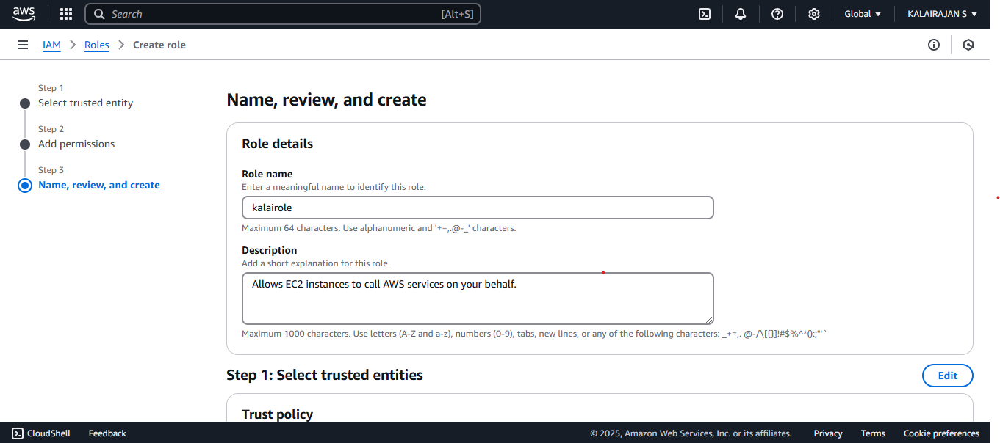 aws
Search [Alt+S]
Global ▼
KALAIRAJAN S ▼
IAM > Roles > Create role
Step 1
Select trusted entity
Step 2
Add permissions
Step 3
Name, review, and create
Name, review, and create
Role details
Role name
Enter a meaningful name to identify this role.
kalairole
Maximum 64 characters. Use alphanumeric and '+=,.@-_' characters.
Description
Add a short explanation for this role.
Allows EC2 instances to call AWS services on your behalf.
Maximum 1000 characters. Use letters (A-Z and a-z), numbers (0-9), tabs, new lines, or any of the following characters: _+=,. @-/\[{}]!#$%^*();:"'`
Step 1: Select trusted entities
Edit
Trust policy
CloudShell
Feedback
© 2025, Amazon Web Services, Inc. or its affiliates.
Privacy
Terms
Cookie preferences